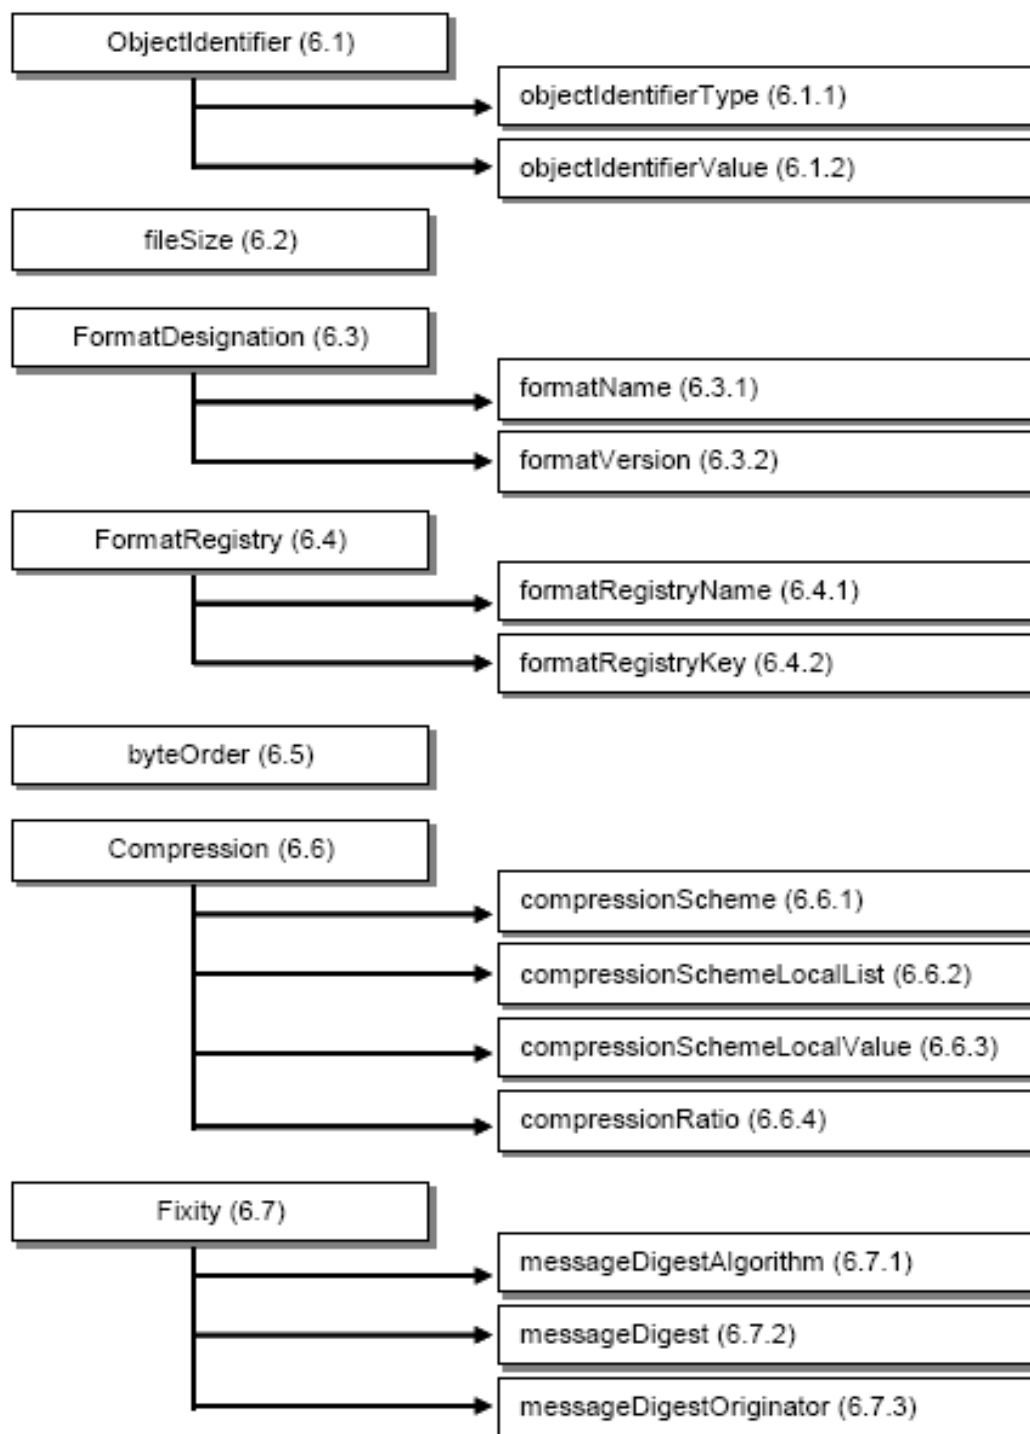 ObjectIdentifier (6.1)
objectIdentifierType (6.1.1)
objectIdentifierValue (6.1.2)
fileSize (6.2)
FormatDesignation (6.3)
formatName (6.3.1)
formatVersion (6.3.2)
FormatRegistry (6.4)
formatRegistryName (6.4.1)
formatRegistryKey (6.4.2)
byteOrder (6.5)
Compression (6.6)
compressionScheme (6.6.1)
compressionSchemeLocalList (6.6.2)
compressionSchemeLocalValue (6.6.3)
compressionRatio (6.6.4)
Fixity (6.7)
messageDigestAlgorithm (6.7.1)
messageDigest (6.7.2)
messageDigestOriginator (6.7.3)